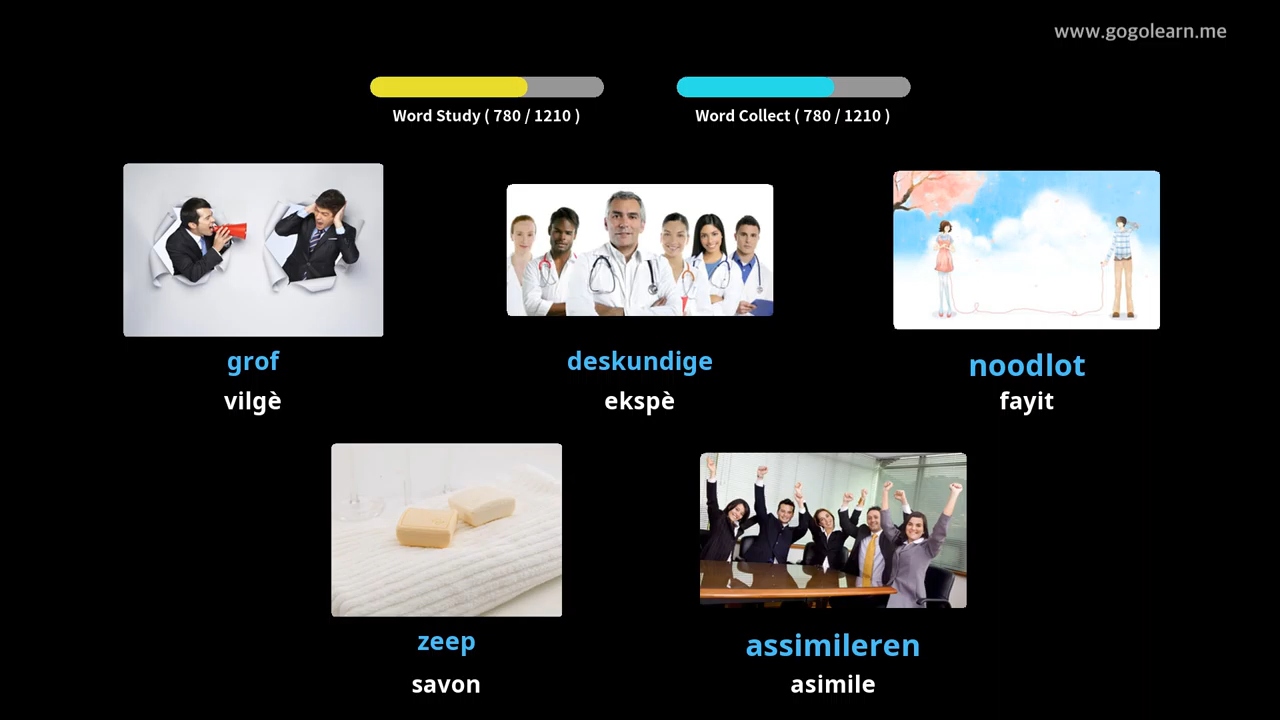 www.gogolearn.me
Word Study ( 780 / 1210 )
Word Collect ( 780 / 1210 )
grof
deskundige
noodlot
vilgè
ekspè
fayit
zeep
assimileren
savon
asimile